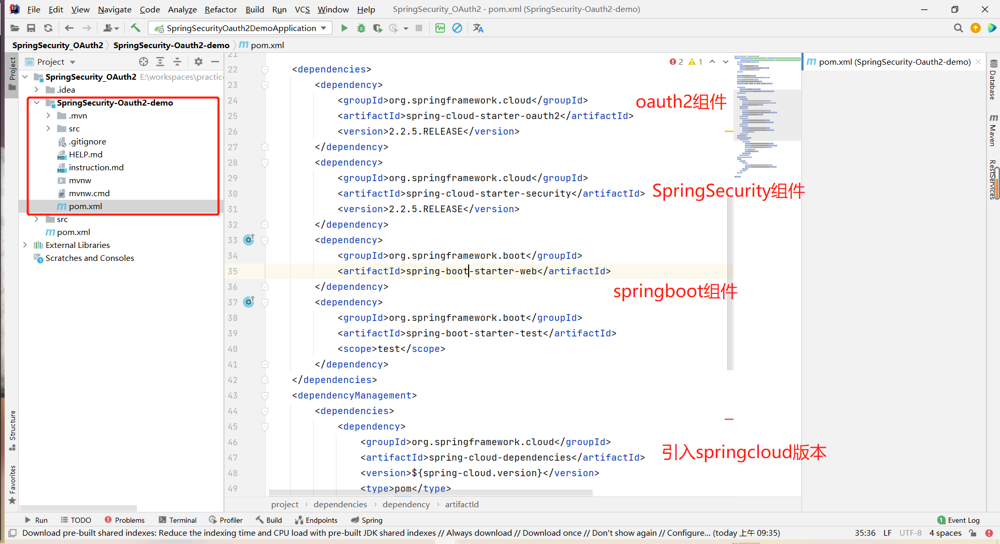 File Edit View Navigate Code Analyze Refactor Build Run VCS Window Help SpringSecurity_OAuth2 - pom.xml (SpringSecurity-Oauth2-demo)
SpringSecurityOauth2DemoApplication
SpringSecurity_OAuth2 SpringSecurity-Oauth2-demo pom.xml
Project
Project
SpringSecurity_OAuth2 E:\workspaces\practice
.idea
SpringSecurity-Oauth2-demo
.mvn
src
.gitignore
HELP.md
instruction.md
mvnw
mvnw.cmd
pom.xml
src
pom.xml
External Libraries
Scratches and Consoles
Structure
Favorites
2 1
21
22 <dependencies>
23 <dependency>
24 <groupId>org.springframework.cloud</groupId>
oauth2组件
25 <artifactId>spring-cloud-starter-oauth2</artifactId>
26 <version>2.2.5.RELEASE</version>
27 </dependency>
28 <dependency>
29 <groupId>org.springframework.cloud</groupId>
30 <artifactId>spring-cloud-starter-security</artifactId>
SpringSecurity组件
31 <version>2.2.5.RELEASE</version>
32 </dependency>
33 <dependency>
34 <groupId>org.springframework.boot</groupId>
35 <artifactId>spring-boot-starter-web</artifactId>
36 </dependency>
springboot组件
37 <dependency>
38 <groupId>org.springframework.boot</groupId>
39 <artifactId>spring-boot-starter-test</artifactId>
40 <scope>test</scope>
41 </dependency>
42 </dependencies>
43 <dependencyManagement>
44 <dependencies>
45 <dependency>
46 <groupId>org.springframework.cloud</groupId>
47 <artifactId>spring-cloud-dependencies</artifactId>
引入springcloud版本
48 <version>${spring-cloud.version}</version>
49 <type>pom</type>
project › dependencies › dependency › artifactId
pom.xml (SpringSecurity-Oauth2-demo)
Database
Maven
RestServices
Run TODO Problems Terminal Profiler Build Endpoints Spring 1 Event Log
Download pre-built shared indexes: Reduce the indexing time and CPU load with pre-built JDK shared indexes // Always download // Download once // Don't show again // Configure... (today 上午 09:35) 35:36 LF UTF-8 4 spaces